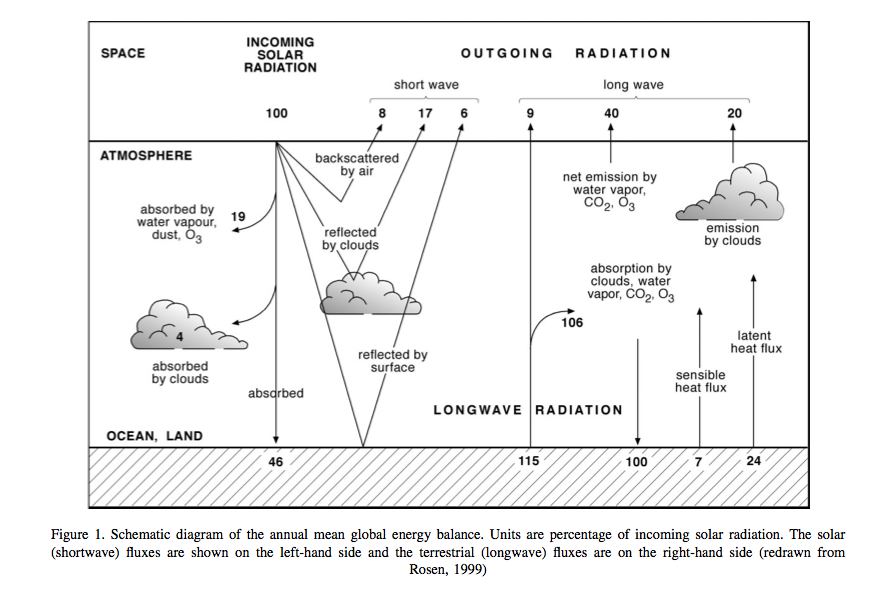 SPACE
INCOMING
SOLAR
RADIATION
OUTGOING RADIATION
short wave
long wave
100
8
17
6
9
40
20
ATMOSPHERE
backscattered
by air
absorbed by
water vapour,
dust, O3
19
reflected
by clouds
4
absorbed
by clouds
reflected by
surface
absorbed
net emission by
water vapor,
CO2, O3
emission
by clouds
absorption by
clouds, water
vapor, CO2, O3
106
latent
heat flux
sensible
heat flux
LONGWAVE RADIATION
OCEAN, LAND
46
115
100
7
24
Figure 1. Schematic diagram of the annual mean global energy balance. Units are percentage of incoming solar radiation. The solar
(shortwave) fluxes are shown on the left-hand side and the terrestrial (longwave) fluxes are on the right-hand side (redrawn from
Rosen, 1999)